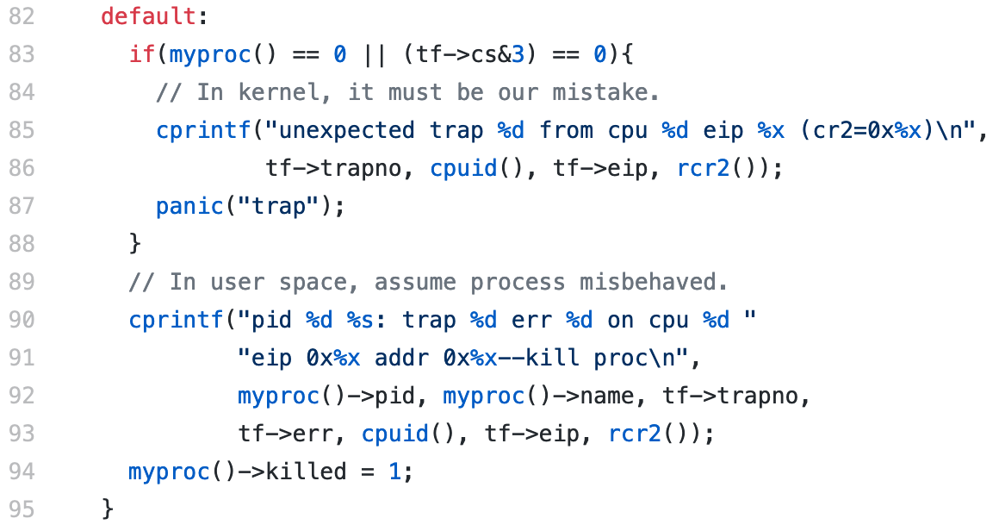 82 default:
83 if(myproc() == 0 || (tf->cs&3) == 0){
84 // In kernel, it must be our mistake.
85 cprintf("unexpected trap %d from cpu %d eip %x (cr2=0x%x)\n",
86 tf->trapno, cpuid(), tf->eip, rcr2());
87 panic("trap");
88 }
89 // In user space, assume process misbehaved.
90 cprintf("pid %d %s: trap %d err %d on cpu %d "
91 "eip 0x%x addr 0x%x--kill proc\n",
92 myproc()->pid, myproc()->name, tf->trapno,
93 tf->err, cpuid(), tf->eip, rcr2());
94 myproc()->killed = 1;
95 }